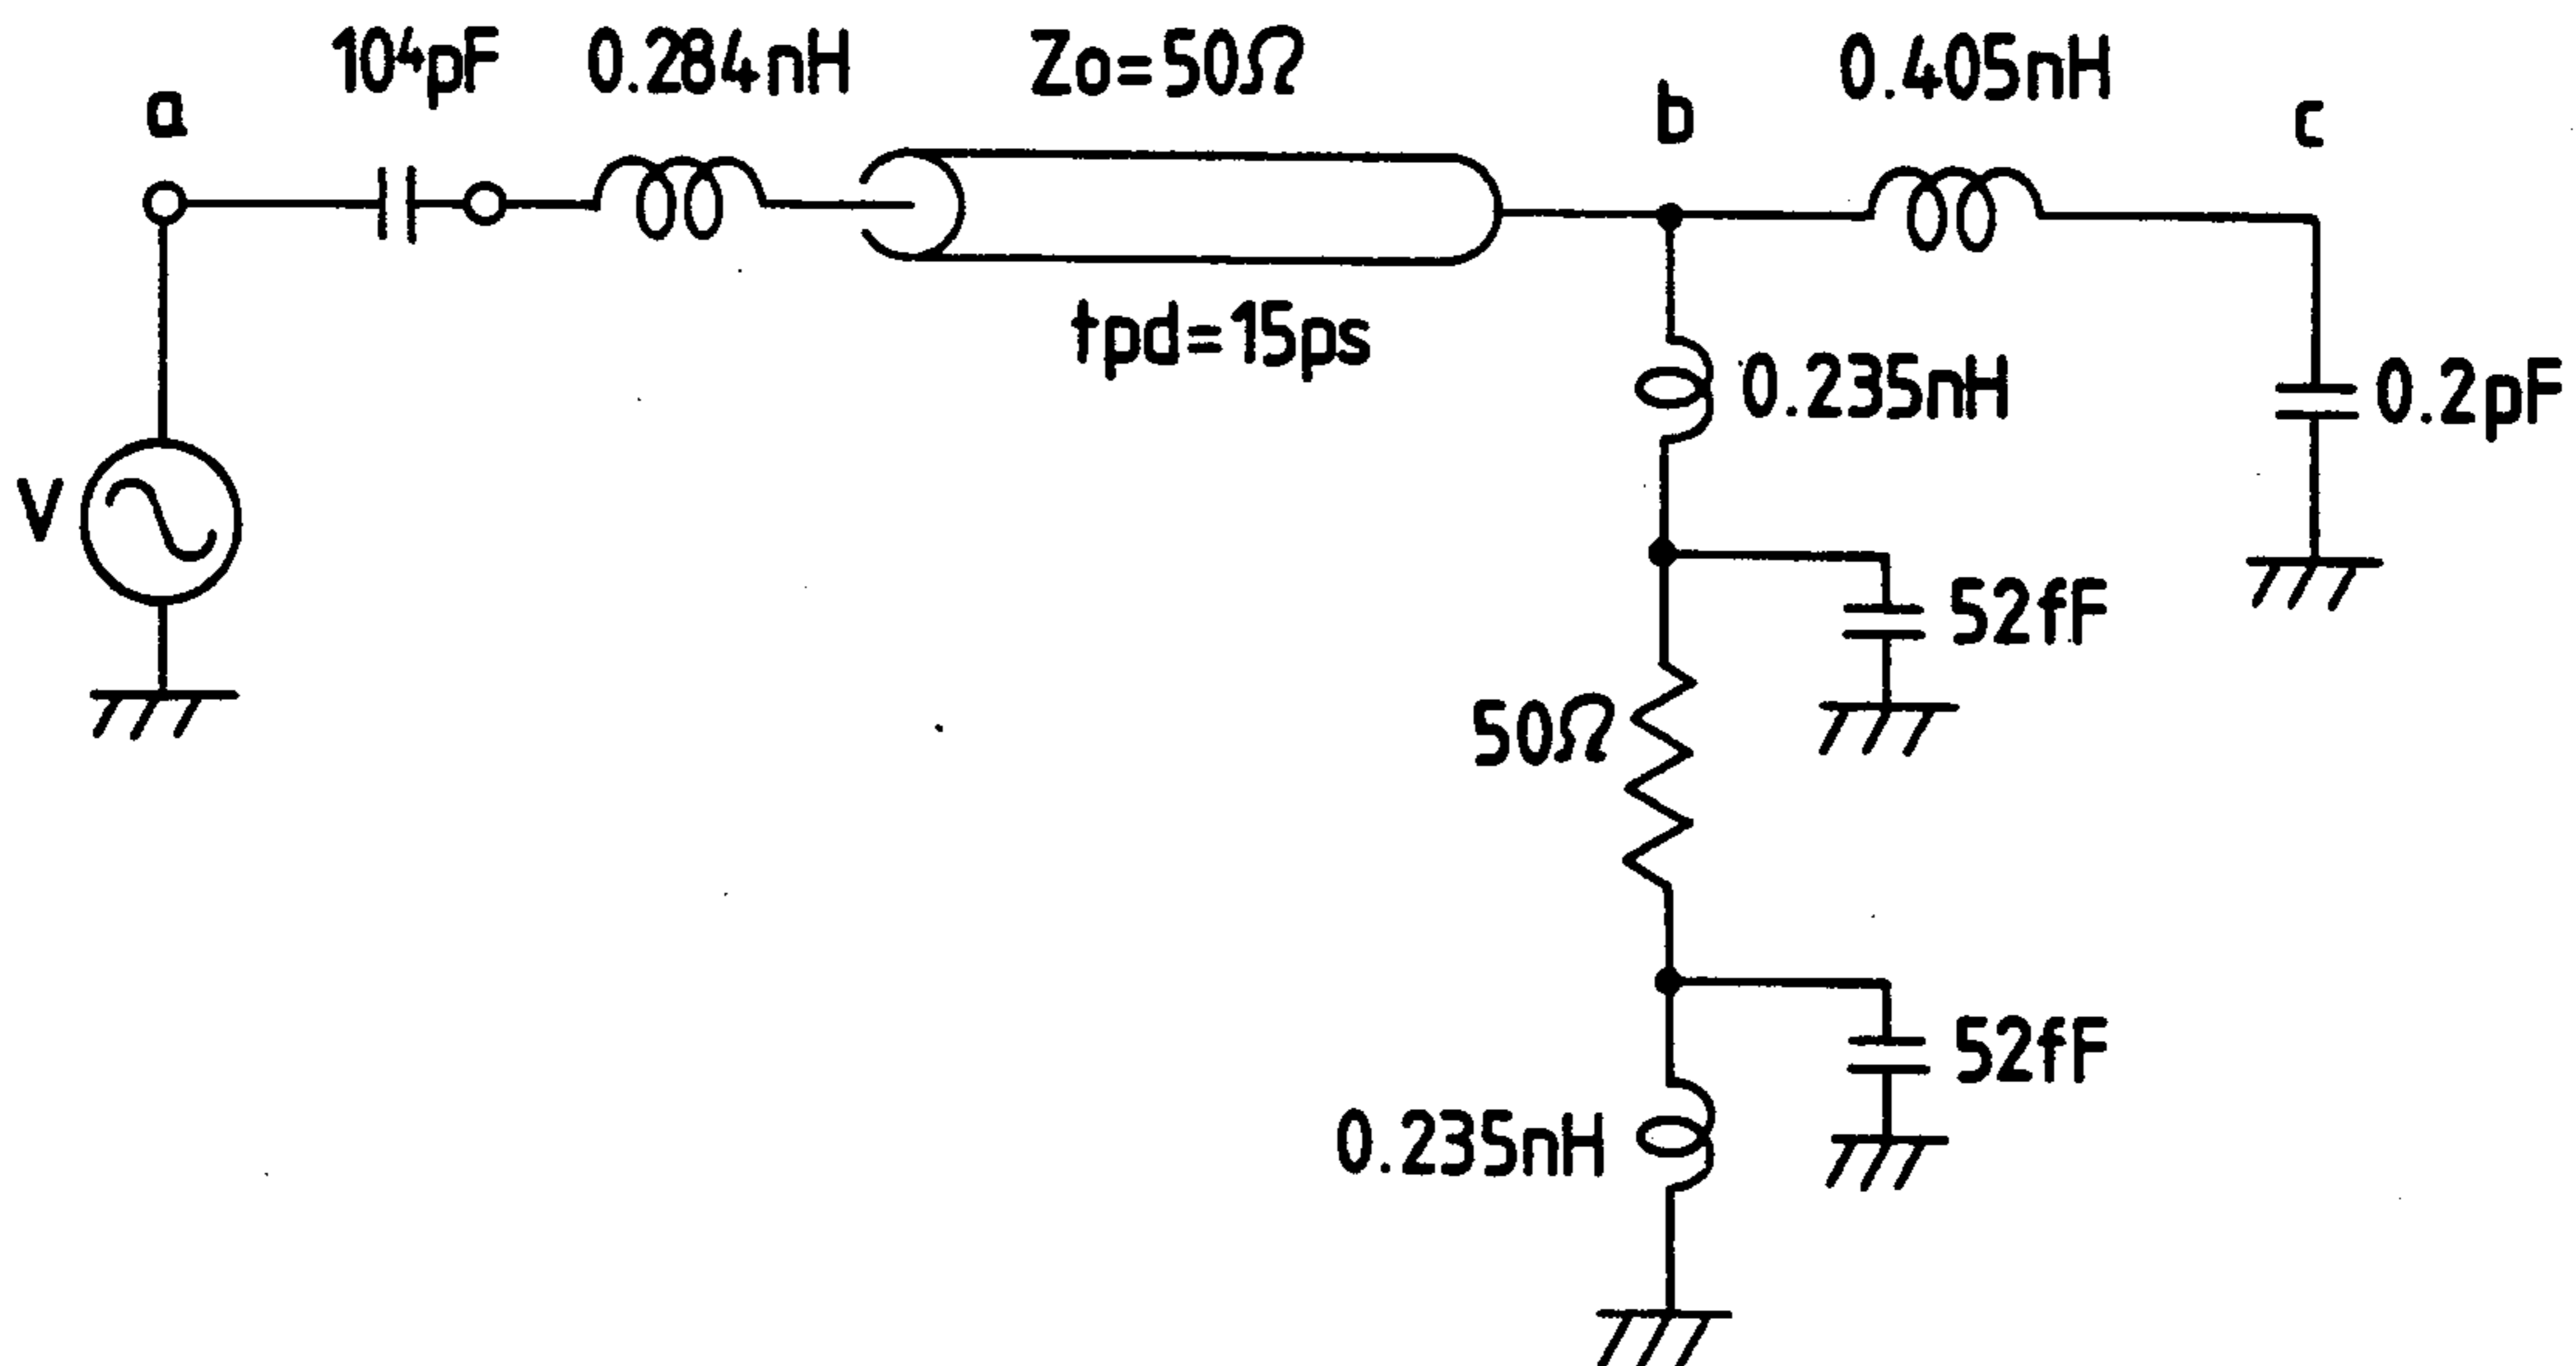 10⁴pF
0.284nH
Zo=50Ω
0.405nH
a
b
c
tpd=15ps
0.235nH
0.2pF
V
52fF
50Ω
52fF
0.235nH